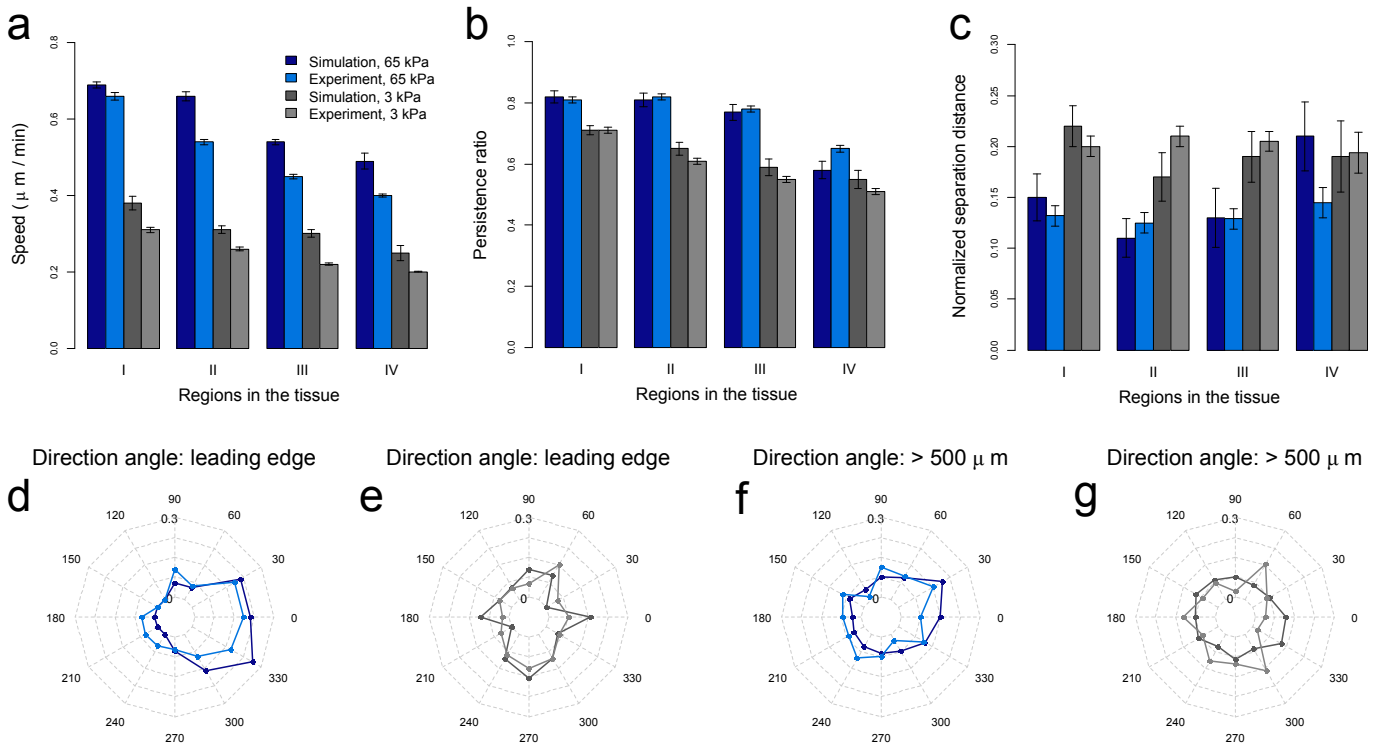 a
b
c
Speed ( μ m / min)
0.0
0.2
0.4
0.6
0.8
Simulation, 65 kPa
Experiment, 65 kPa
Simulation, 3 kPa
Experiment, 3 kPa
I
II
III
IV
Regions in the tissue
Persistence ratio
0.0
0.2
0.4
0.6
0.8
1.0
I
II
III
IV
Regions in the tissue
Normalized separation distance
0.00
0.05
0.10
0.15
0.20
0.25
0.30
I
II
III
IV
Regions in the tissue
Direction angle: leading edge
d
0
30
60
90
120
150
180
210
240
270
300
330
0
0.3
Direction angle: leading edge
e
0
30
60
90
120
150
180
210
240
270
300
330
0
0.3
Direction angle: > 500 μ m
f
0
30
60
90
120
150
180
210
240
270
300
330
0
0.3
Direction angle: > 500 μ m
g
0
30
60
90
120
150
180
210
240
270
300
330
0
0.3